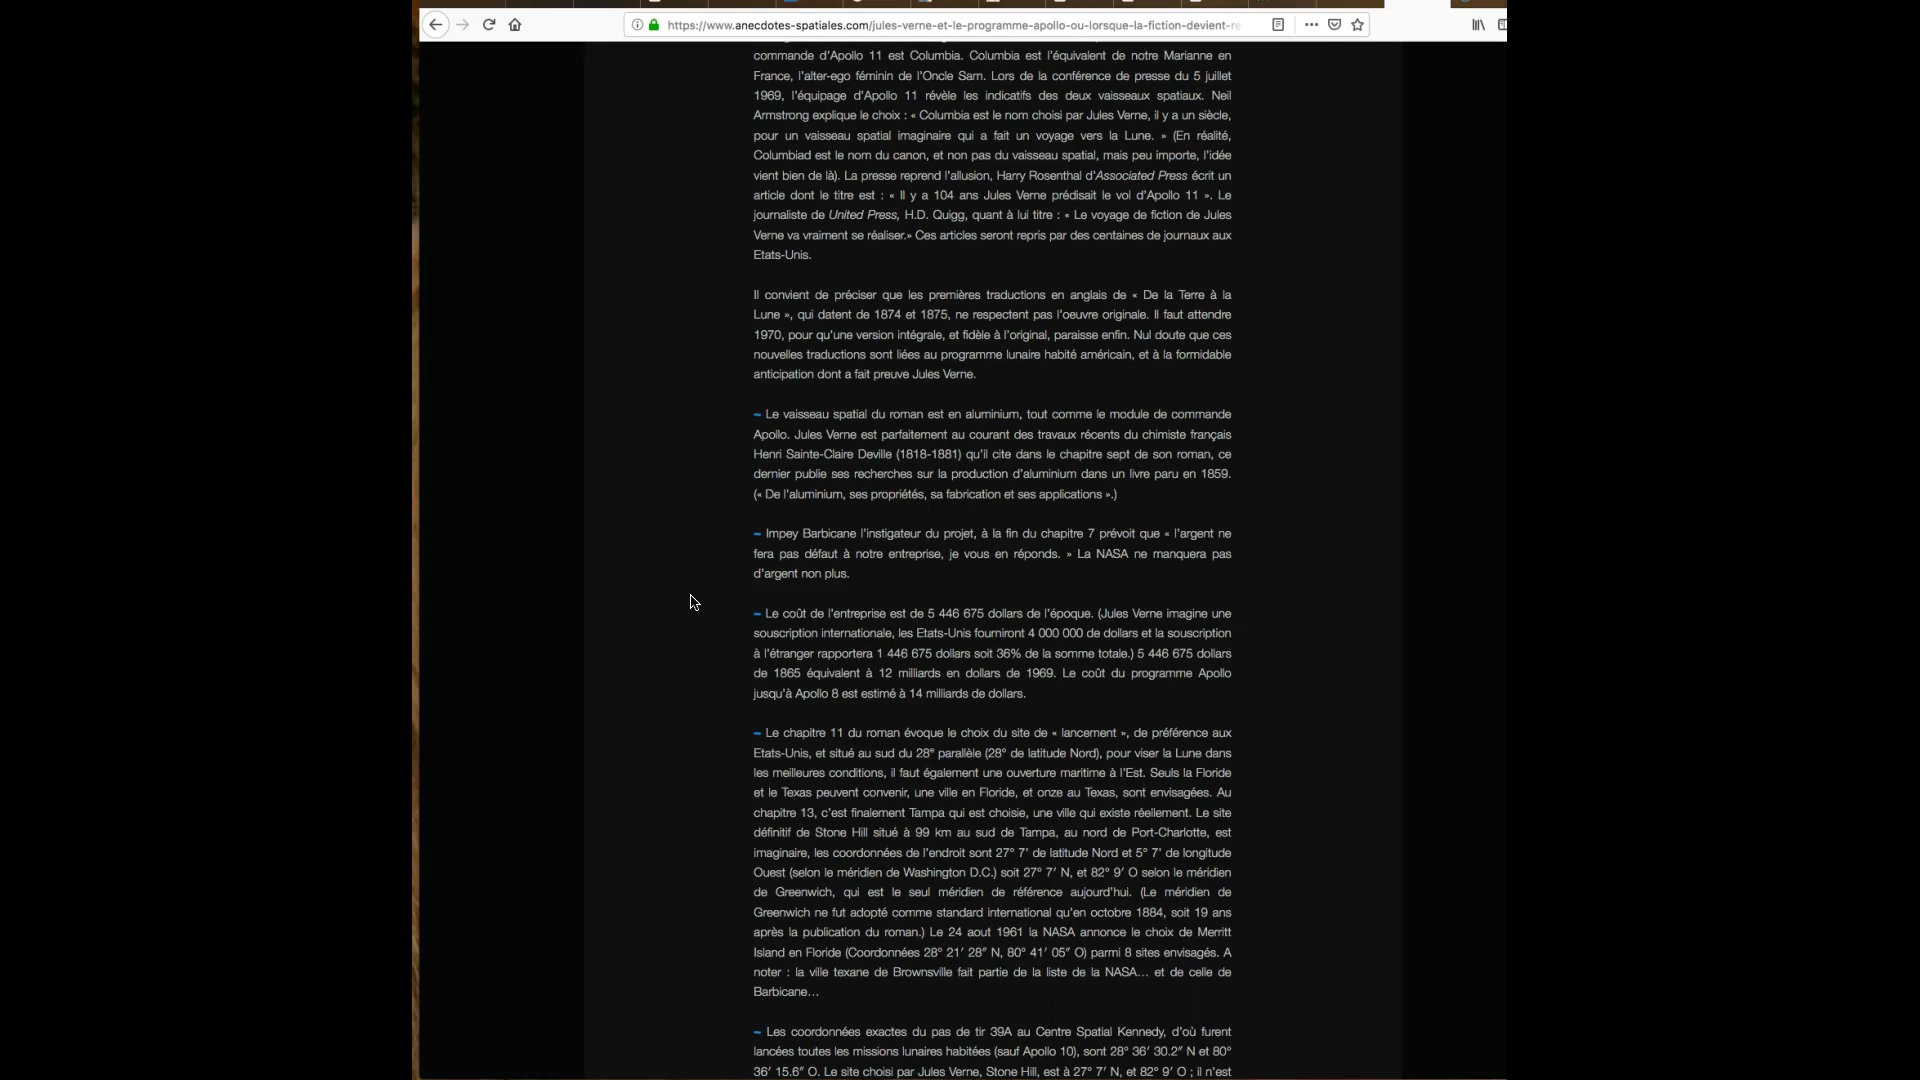 https://www.anecdotes-spatiales.com/jules-verne-et-le-programme-apollo-ou-lorsque-la-fiction-devient-re
commande d'Apollo 11 est Columbia. Columbia est l'équivalent de notre Marianne en
France, l'alter-ego féminin de l'Oncle Sam. Lors de la conférence de presse du 5 juillet
1969, l'équipage d'Apollo 11 révèle les indicatifs des deux vaisseaux spatiaux. Neil
Armstrong explique le choix : « Columbia est le nom choisi par Jules Verne, il y a un siècle,
pour un vaisseau spatial imaginaire qui a fait un voyage vers la Lune. » (En réalité,
Columbiad est le nom du canon, et non pas du vaisseau spatial, mais peu importe, l'idée
vient bien de là). La presse reprend l'allusion, Harry Rosenthal d'Associated Press écrit un
article dont le titre est : « Il y a 104 ans Jules Verne prédisait le vol d'Apollo 11 ». Le
journaliste de United Press, H.D. Quigg, quant à lui titre : « Le voyage de fiction de Jules
Verne va vraiment se réaliser.» Ces articles seront repris par des centaines de journaux aux
Etats-Unis.
Il convient de préciser que les premières traductions en anglais de « De la Terre à la
Lune », qui datent de 1874 et 1875, ne respectent pas l'oeuvre originale. Il faut attendre
1970, pour qu'une version intégrale, et fidèle à l'original, paraisse enfin. Nul doute que ces
nouvelles traductions sont liées au programme lunaire habité américain, et à la formidable
anticipation dont a fait preuve Jules Verne.
– Le vaisseau spatial du roman est en aluminium, tout comme le module de commande
Apollo. Jules Verne est parfaitement au courant des travaux récents du chimiste français
Henri Sainte-Claire Deville (1818-1881) qu'il cite dans le chapitre sept de son roman, ce
dernier publie ses recherches sur la production d'aluminium dans un livre paru en 1859.
(« De l'aluminium, ses propriétés, sa fabrication et ses applications ».)
– Impey Barbicane l'instigateur du projet, à la fin du chapitre 7 prévoit que « l'argent ne
fera pas défaut à notre entreprise, je vous en réponds. » La NASA ne manquera pas
d'argent non plus.
– Le coût de l'entreprise est de 5 446 675 dollars de l'époque. (Jules Verne imagine une
souscription internationale, les Etats-Unis fourniront 4 000 000 de dollars et la souscription
à l'étranger rapportera 1 446 675 dollars soit 36% de la somme totale.) 5 446 675 dollars
de 1865 équivalent à 12 milliards en dollars de 1969. Le coût du programme Apollo
jusqu'à Apollo 8 est estimé à 14 milliards de dollars.
– Le chapitre 11 du roman évoque le choix du site de « lancement », de préférence aux
Etats-Unis, et situé au sud du 28° parallèle (28° de latitude Nord), pour viser la Lune dans
les meilleures conditions, il faut également une ouverture maritime à l'Est. Seuls la Floride
et le Texas peuvent convenir, une ville en Floride, et onze au Texas, sont envisagées. Au
chapitre 13, c'est finalement Tampa qui est choisie, une ville qui existe réellement. Le site
définitif de Stone Hill situé à 99 km au sud de Tampa, au nord de Port-Charlotte, est
imaginaire, les coordonnées de l'endroit sont 27° 7' de latitude Nord et 5° 7' de longitude
Ouest (selon le méridien de Washington D.C.) soit 27° 7′ N, et 82° 9′ O selon le méridien
de Greenwich, qui est le seul méridien de référence aujourd'hui. (Le méridien de
Greenwich ne fut adopté comme standard international qu'en octobre 1884, soit 19 ans
après la publication du roman.) Le 24 aout 1961 la NASA annonce le choix de Merritt
Island en Floride (Coordonnées 28° 21′ 28″ N, 80° 41′ 05″ O) parmi 8 sites envisagés. A
noter : la ville texane de Brownsville fait partie de la liste de la NASA… et de celle de
Barbicane…
– Les coordonnées exactes du pas de tir 39A au Centre Spatial Kennedy, d'où furent
lancées toutes les missions lunaires habitées (sauf Apollo 10), sont 28° 36′ 30.2″ N et 80°
36′ 15.6″ O. Le site choisi par Jules Verne, Stone Hill, est à 27° 7′ N, et 82° 9′ O ; il n'est